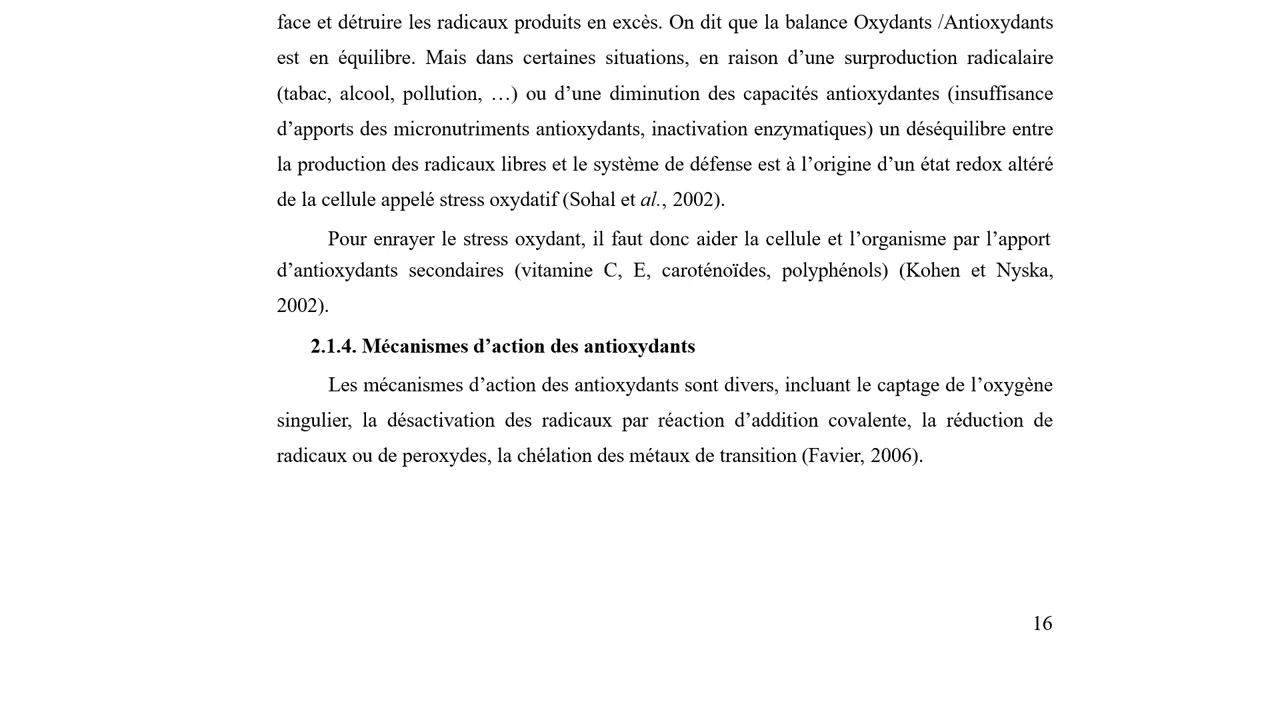 face et détruire les radicaux produits en excès. On dit que la balance Oxydants /Antioxydants
est en équilibre. Mais dans certaines situations, en raison d’une surproduction radicalaire
(tabac, alcool, pollution, …) ou d’une diminution des capacités antioxydantes (insuffisance
d’apports des micronutriments antioxydants, inactivation enzymatiques) un déséquilibre entre
la production des radicaux libres et le système de défense est à l’origine d’un état redox altéré
de la cellule appelé stress oxydatif (Sohal et al., 2002).
Pour enrayer le stress oxydant, il faut donc aider la cellule et l’organisme par l’apport
d’antioxydants secondaires (vitamine C, E, caroténoïdes, polyphénols) (Kohen et Nyska,
2002).
2.1.4. Mécanismes d’action des antioxydants
Les mécanismes d’action des antioxydants sont divers, incluant le captage de l’oxygène
singulier, la désactivation des radicaux par réaction d’addition covalente, la réduction de
radicaux ou de peroxydes, la chélation des métaux de transition (Favier, 2006).
16